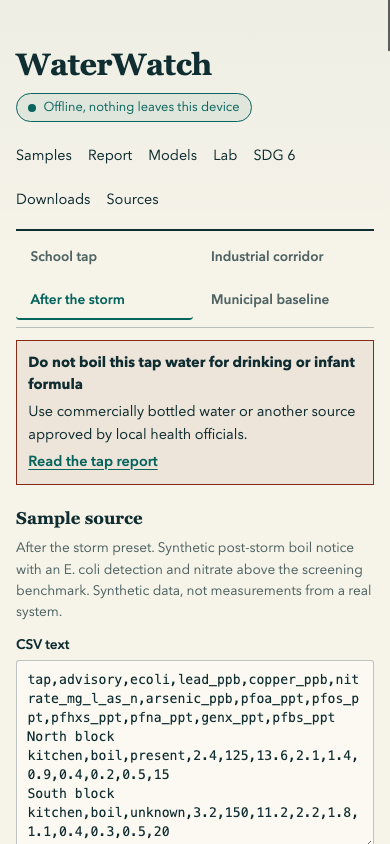 WaterWatch
Offline, nothing leaves this device
Samples Report Models Lab SDG 6
Downloads Sources
School tap Industrial corridor
After the storm Municipal baseline
Do not boil this tap water for drinking or infant
formula
Use commercially bottled water or another source
approved by local health officials.
Read the tap report
Sample source
After the storm preset. Synthetic post-storm boil notice
with an E. coli detection and nitrate above the screening
benchmark. Synthetic data, not measurements from a real
system.
CSV text
tap,advisory,ecoli,lead_ppb,copper_ppb,nit
rate_mg_l_as_n,arsenic_ppb,pfoa_ppt,pfos_p
pt,pfhxs_ppt,pfna_ppt,genx_ppt,pfbs_ppt
North block
kitchen,boil,present,2.4,125,13.6,2.1,1.4,
0.9,0.4,0.2,0.5,15
South block
kitchen,boil,unknown,3.2,150,11.2,2.2,1.8,
1.1,0.4,0.3,0.5,20